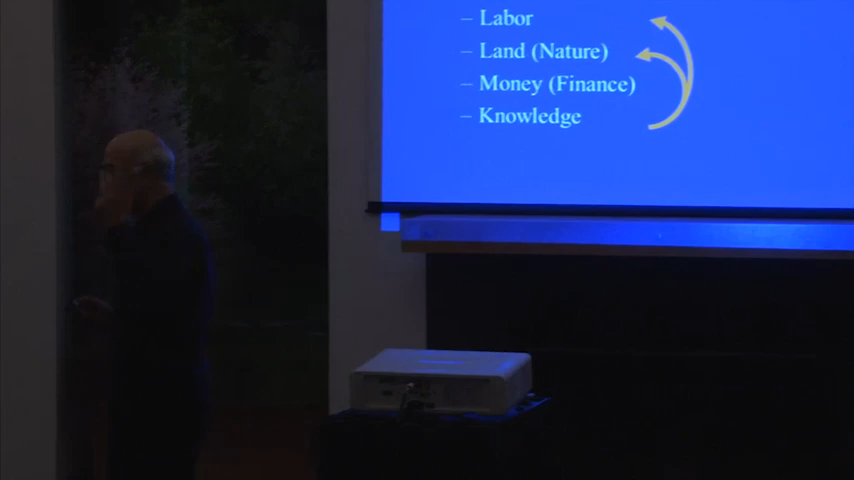 – Labor
– Land (Nature)
– Money (Finance)
– Knowledge